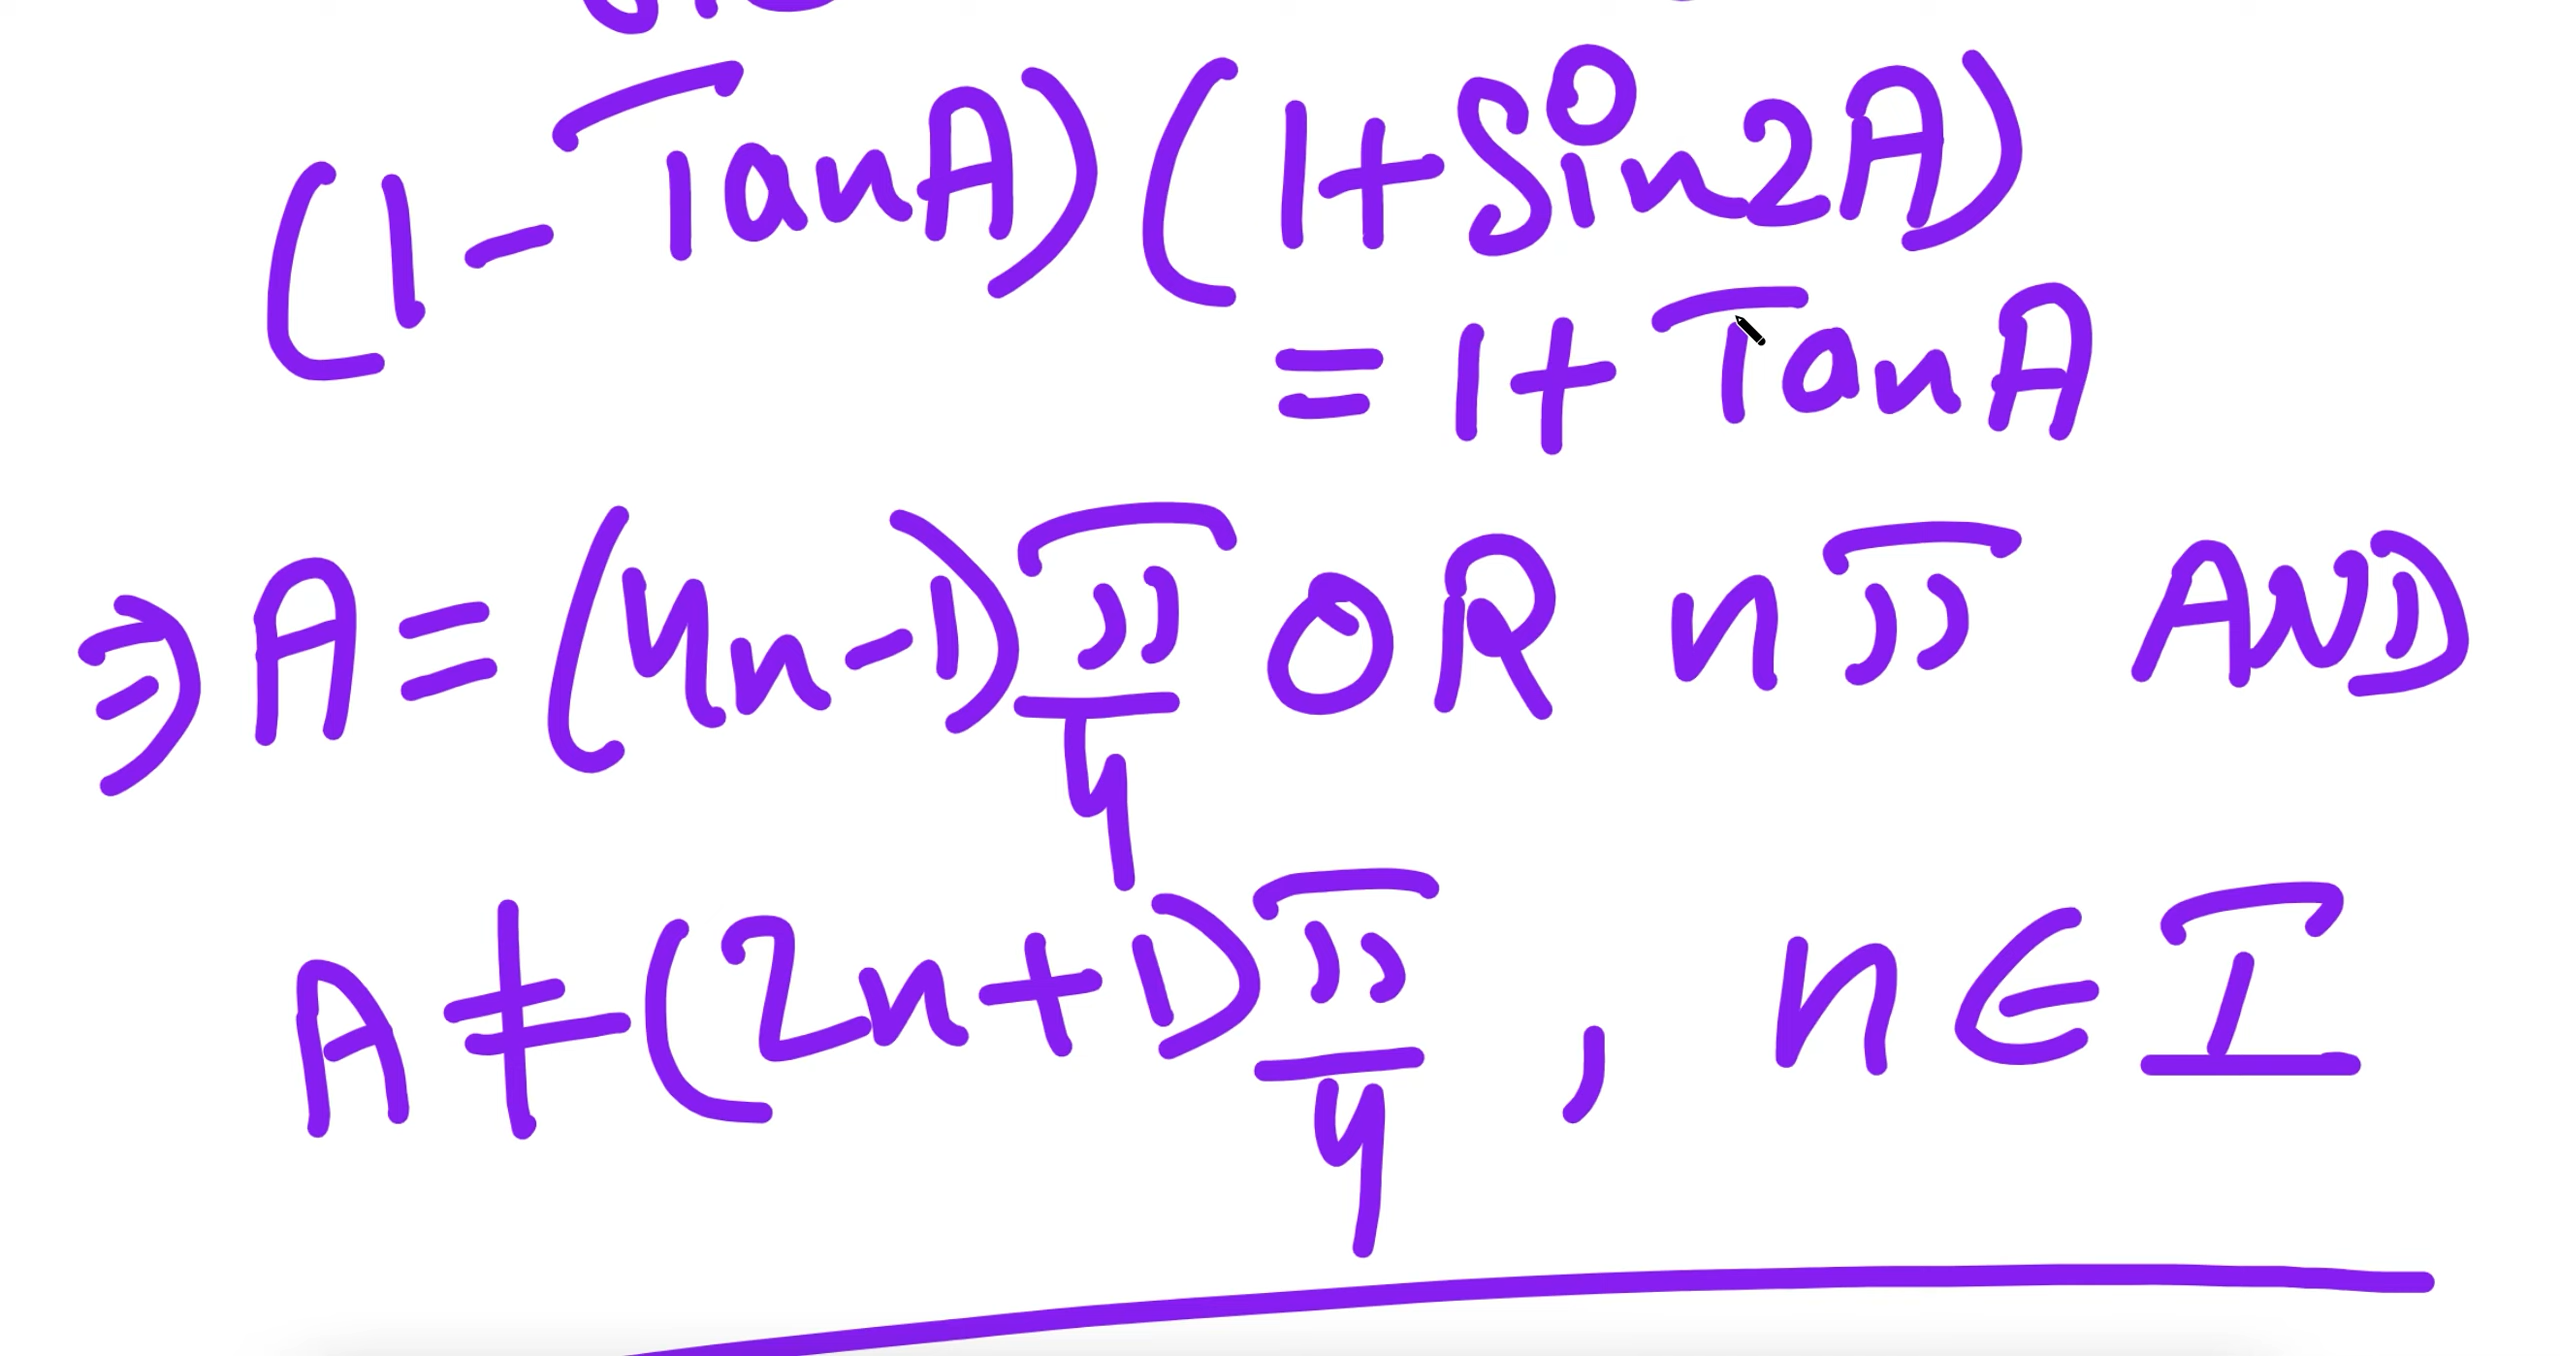 (1 - TanA)(1 + Sin2A)
= 1 + TanA
⇒ A = (4n-1)π/4 OR nπ AND
A ≠ (2n+1)π/4 , n ∈ I